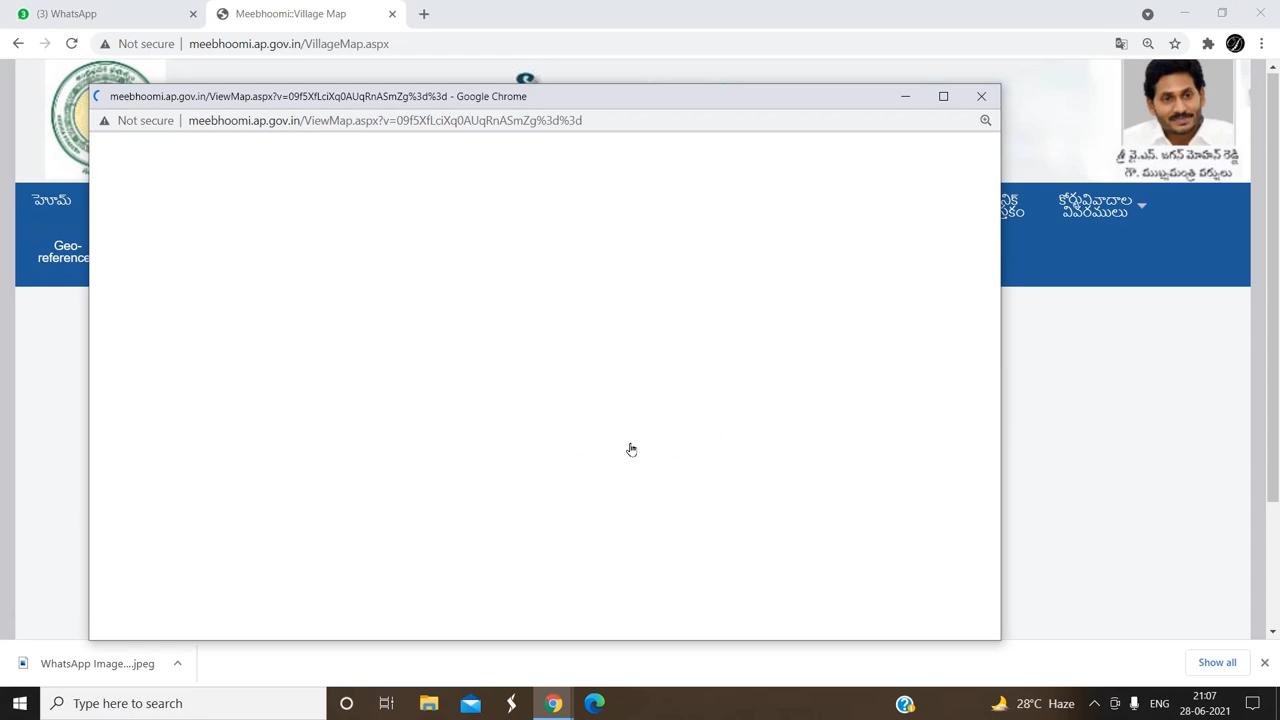 (3) WhatsApp
Meebhoomi::Village Map
Not secure
meebhoomi.ap.gov.in/VillageMap.aspx
meebhoomi.ap.gov.in/ViewMap.aspx?v=09f5XfLciXq0AUqRnASmZg%3d%3d - Google Chrome
Not secure
meebhoomi.ap.gov.in/ViewMap.aspx?v=09f5XfLciXq0AUqRnASmZg%3d%3d
శ్రీ వై.ఎస్. జగన్ మోహన్ రెడ్డి
గౌ. ముఖ్యమంత్రి వర్యులు
హోమ్
కోర్టువివాదాల
వివరములు
Geo-
reference
WhatsApp Image....jpeg
Show all
Type here to search
28°C Haze
ENG
21:07
28-06-2021